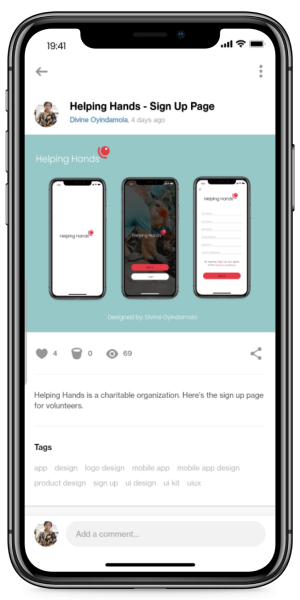 19:41
Helping Hands - Sign Up Page
Divine Oyindamola, 4 days ago
Helping Hands
Helping Hands
Helping Hands
Helping Hands
Designed by: Divine Oyindamola
4 0 69
Helping Hands is a charitable organization. Here's the sign up page
for volunteers.
Tags
app design logo design mobile app mobile app design
product design sign up ui design ui kit uiux
Add a comment...